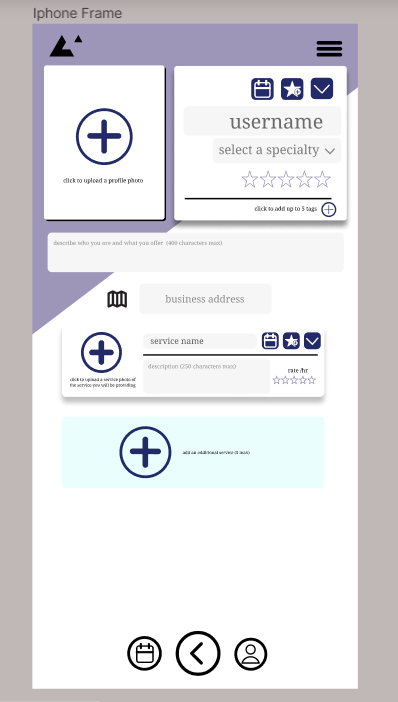 Iphone Frame
click to upload a profile photo
username
select a specialty
click to add up to 5 tags
describe who you are and what you offer (400 characters max)
business address
service name
click to upload a service photo of
the service you will be providing
description (250 characters max)
rate /hr
add an additional service (3 max)